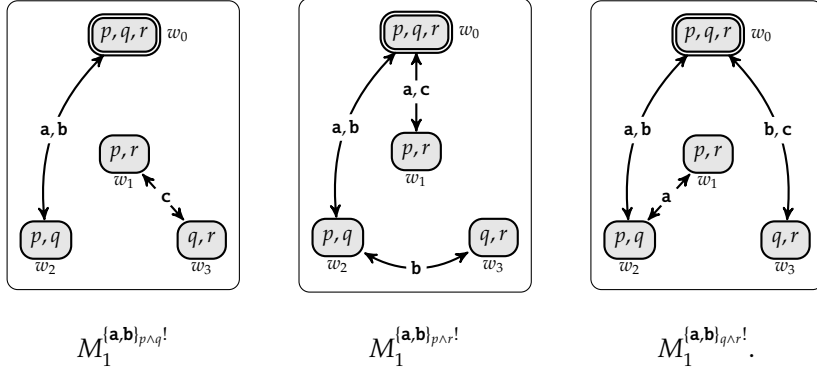 p, q, r w₀
a, b
p, r
w₁
c
p, q
w₂
q, r
w₃
M₁^{{a,b}_{p∧q}!}
p, q, r w₀
a, c
a, b
p, r
w₁
p, q
w₂
b
q, r
w₃
M₁^{{a,b}_{p∧r}!}
p, q, r w₀
a, b
b, c
p, r
w₁
a
p, q
w₂
q, r
w₃
M₁^{{a,b}_{q∧r}!}.